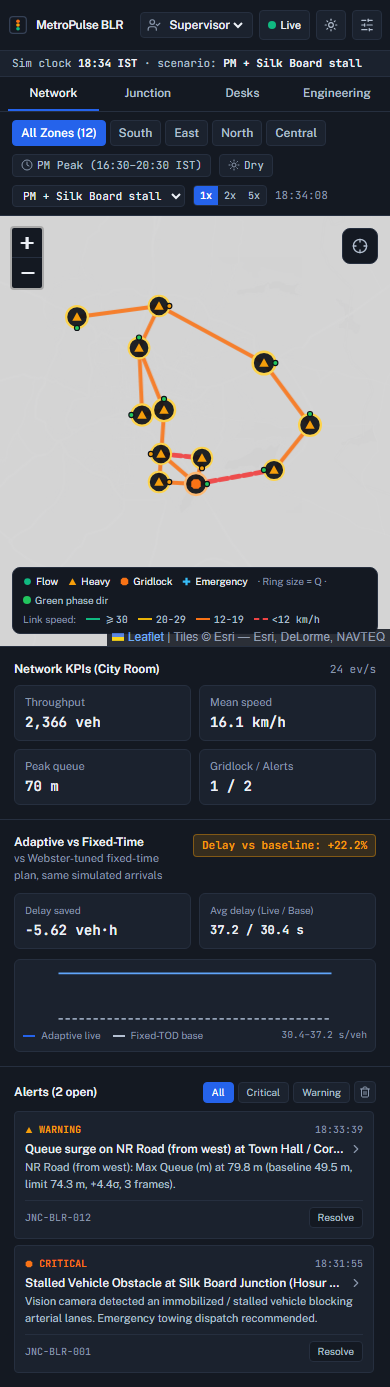 MetroPulse BLR
Supervisor
Live
Sim clock 18:34 IST · scenario: PM + Silk Board stall
Network
Junction
Desks
Engineering
All Zones (12)
South
East
North
Central
PM Peak (16:30–20:30 IST)
Dry
PM + Silk Board stall
1x
2x
5x
18:34:08
+
−
Flow
Heavy
Gridlock
Emergency
· Ring size = Q ·
Green phase dir
Link speed:
≥30
20-29
12-19
<12 km/h
Leaflet | Tiles © Esri — Esri, DeLorme, NAVTEQ
Network KPIs (City Room)
24 ev/s
Throughput
2,366 veh
Mean speed
16.1 km/h
Peak queue
70 m
Gridlock / Alerts
1 / 2
Adaptive vs Fixed-Time
vs Webster-tuned fixed-time
plan, same simulated arrivals
Delay vs baseline: +22.2%
Delay saved
-5.62 veh·h
Avg delay (Live / Base)
37.2 / 30.4 s
Adaptive live
Fixed-TOD base
30.4–37.2 s/veh
Alerts (2 open)
All
Critical
Warning
WARNING
18:33:39
Queue surge on NR Road (from west) at Town Hall / Cor...
NR Road (from west): Max Queue (m) at 79.8 m (baseline 49.5 m,
limit 74.3 m, +4.4σ, 3 frames).
JNC-BLR-012
Resolve
CRITICAL
18:31:55
Stalled Vehicle Obstacle at Silk Board Junction (Hosur ...
Vision camera detected an immobilized / stalled vehicle blocking
arterial lanes. Emergency towing dispatch recommended.
JNC-BLR-001
Resolve